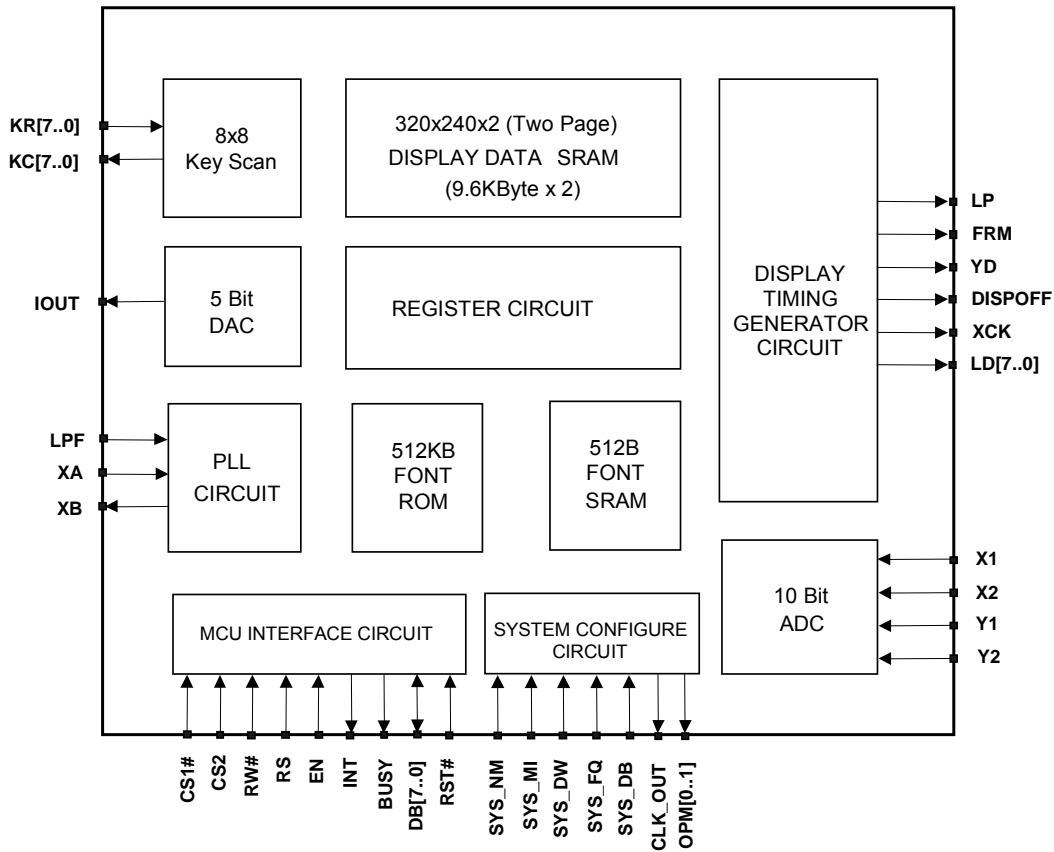 KR[7..0]
KC[7..0]
8x8
Key Scan
320x240x2 (Two Page)
DISPLAY DATA SRAM
(9.6KByte x 2)
DISPLAY
TIMING
GENERATOR
CIRCUIT
LP
FRM
YD
DISPOFF
XCK
LD[7..0]
IOUT
5 Bit
DAC
REGISTER CIRCUIT
LPF
XA
XB
PLL
CIRCUIT
512KB
FONT
ROM
512B
FONT
SRAM
10 Bit
ADC
X1
X2
Y1
Y2
MCU INTERFACE CIRCUIT
SYSTEM CONFIGURE
CIRCUIT
CS1#
CS2
RW#
RS
EN
INT
BUSY
DB[7..0]
RST#
SYS_NM
SYS_MI
SYS_DW
SYS_FQ
SYS_DB
CLK_OUT
OPM[0..1]